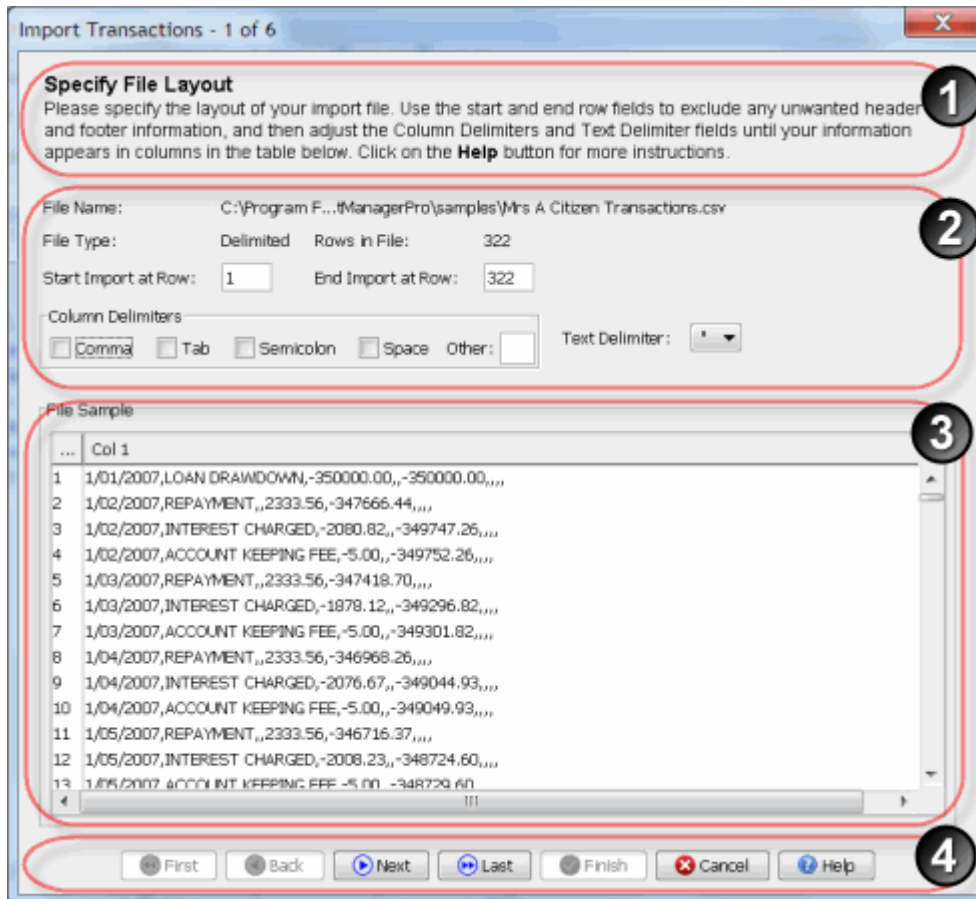 Import Transactions - 1 of 6
Specify File Layout
Please specify the layout of your import file. Use the start and end row fields to exclude any unwanted header
and footer information, and then adjust the Column Delimiters and Text Delimiter fields until your information
appears in columns in the table below. Click on the Help button for more instructions.
1
File Name: C:\Program F...tManagerPro\samples\Mrs A Citizen Transactions.csv
File Type: Delimited Rows in File: 322
2
Start Import at Row: 1 End Import at Row: 322
Column Delimiters
Comma Tab Semicolon Space Other: Text Delimiter: "
File Sample
3
... Col 1
1 1/01/2007,LOAN DRAWDOWN,-350000.00,,-350000.00,,,,
2 1/02/2007,REPAYMENT,,2333.56,-347666.44,,,,
3 1/02/2007,INTEREST CHARGED,-2080.82,,-349747.26,,,,
4 1/02/2007,ACCOUNT KEEPING FEE,-5.00,,-349752.26,,,,
5 1/03/2007,REPAYMENT,,2333.56,-347418.70,,,,
6 1/03/2007,INTEREST CHARGED,-1878.12,,-349296.82,,,,
7 1/03/2007,ACCOUNT KEEPING FEE,-5.00,,-349301.82,,,,
8 1/04/2007,REPAYMENT,,2333.56,-346968.26,,,,
9 1/04/2007,INTEREST CHARGED,-2076.67,,-349044.93,,,,
10 1/04/2007,ACCOUNT KEEPING FEE,-5.00,,-349049.93,,,,
11 1/05/2007,REPAYMENT,,2333.56,-346716.37,,,,
12 1/05/2007,INTEREST CHARGED,-2008.23,,-348724.60,,,,
13 1/05/2007,ACCOUNT KEEPING FEE,-5.00,,-348729.60
First Back Next Last Finish Cancel Help
4